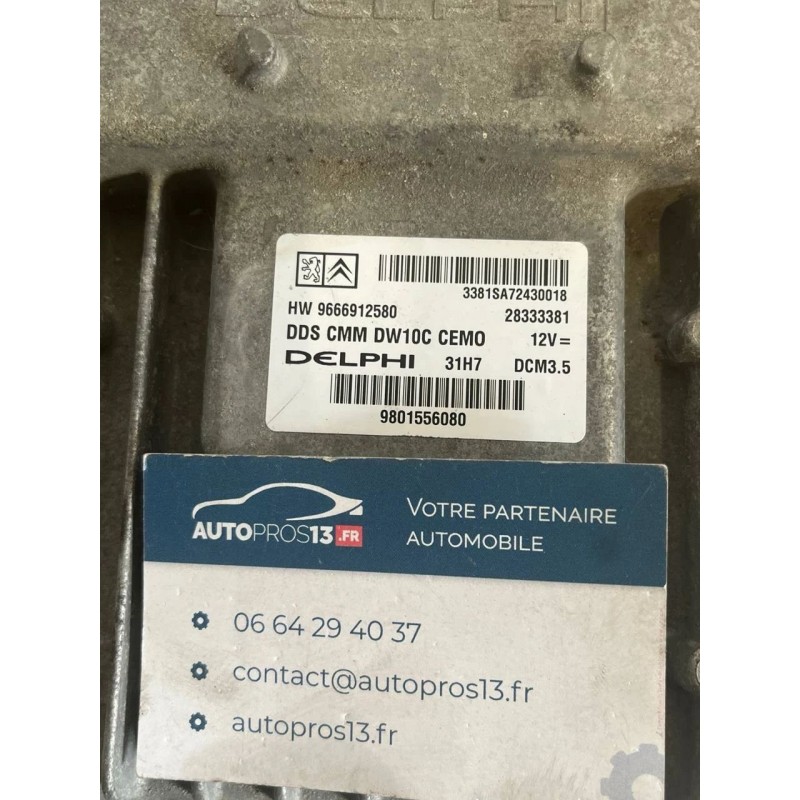 DELPHI
3381SA72430018
HW 9666912580 28333381
DDS CMM DW10C CEMO 12V=
DELPHI 31H7 DCM3.5
9801556080
AUTOPROS13.FR
VOTRE PARTENAIRE
AUTOMOBILE
06 64 29 40 37
contact@autopros13.fr
autopros13.fr